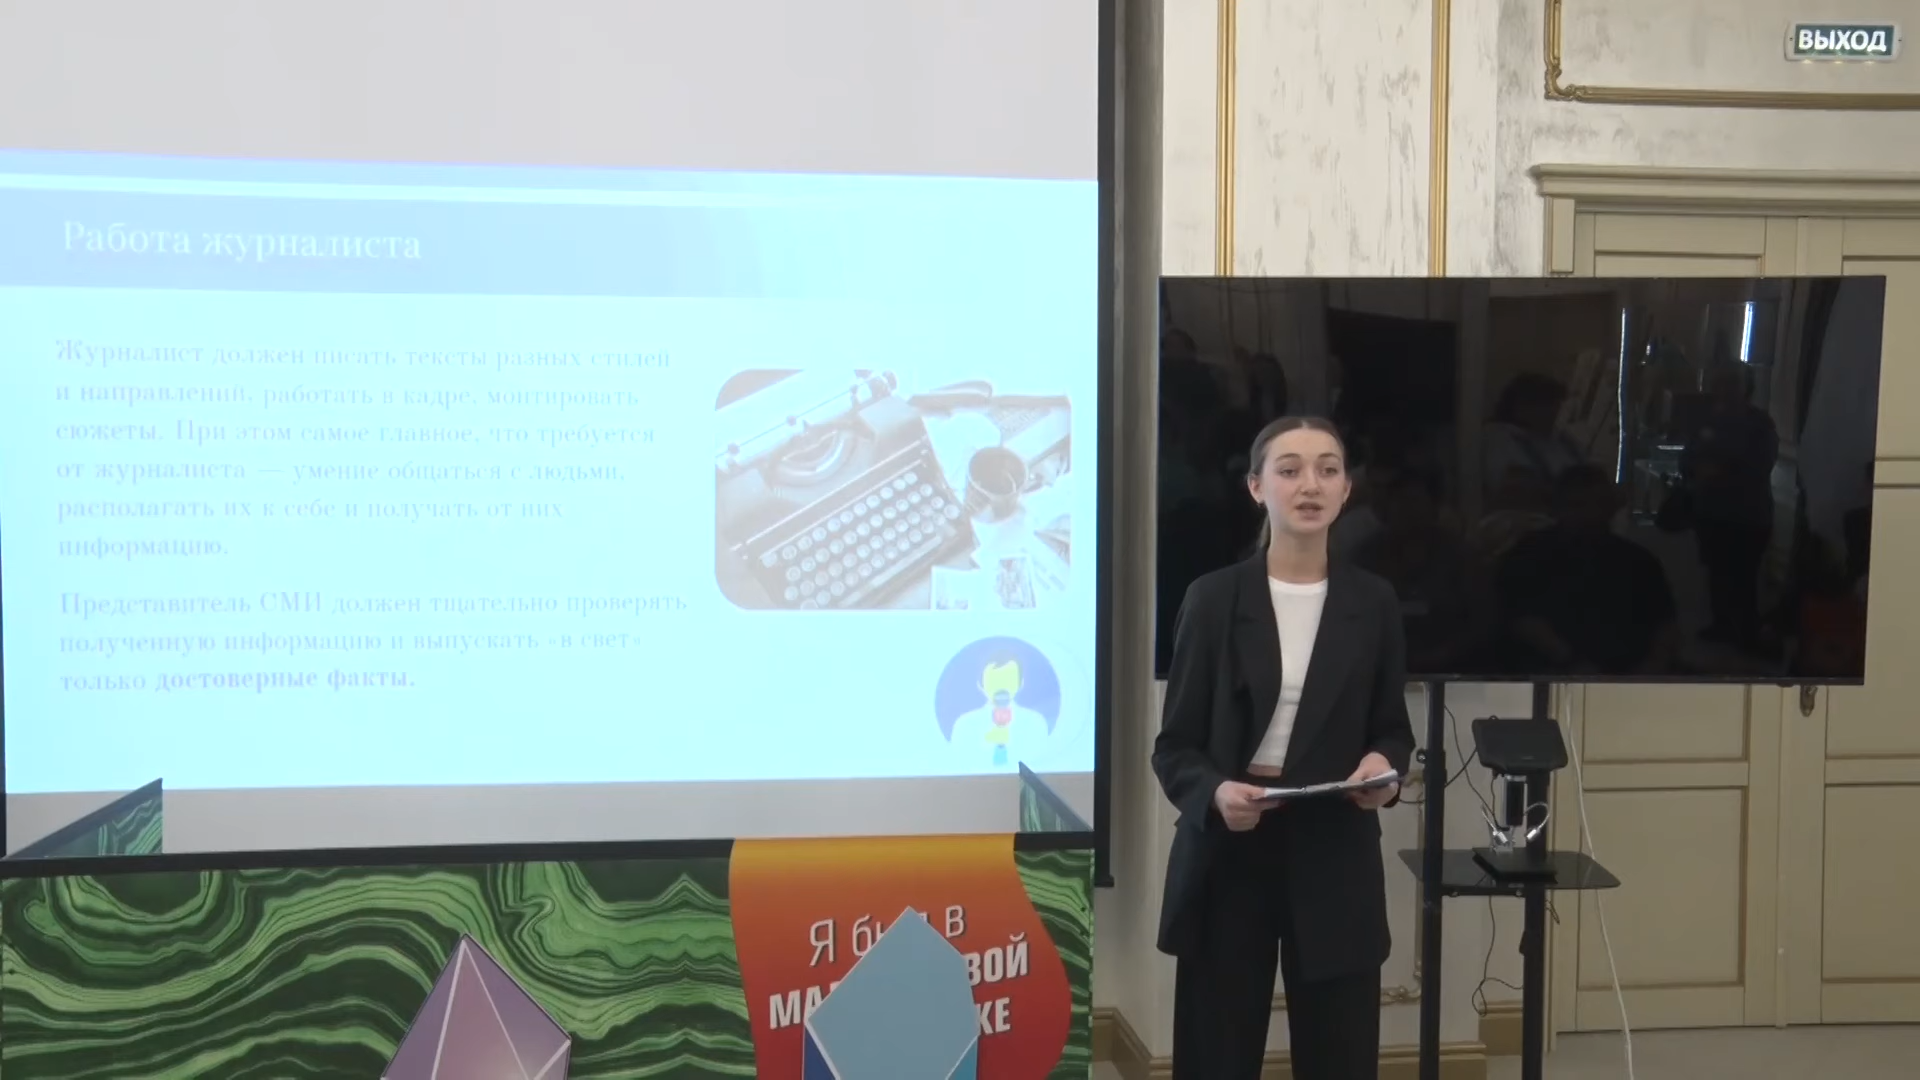 ВЫХОД
Работа журналиста
Журналист должен писать тексты разных стилей
и направлений, работать в кадре, монтировать
сюжеты. При этом самое главное, что требуется
от журналиста — умение общаться с людьми,
располагать их к себе и получать от них
информацию.
Представитель СМИ должен тщательно проверять
полученную информацию и выпускать «в свет»
только достоверные факты.
Я в